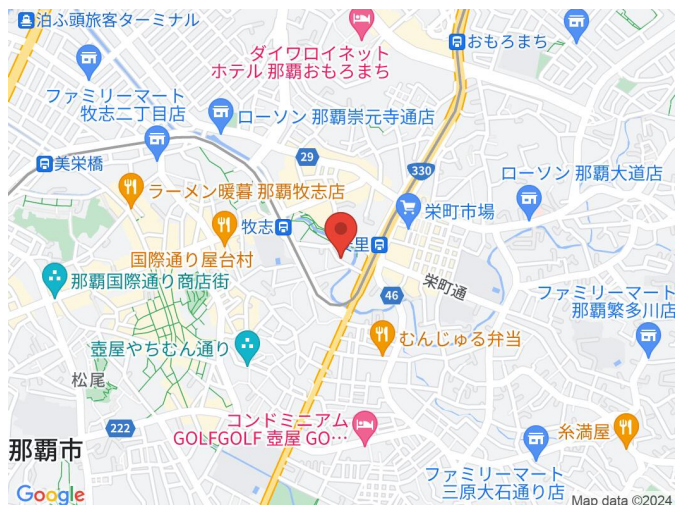 泊ふ頭旅客ターミナル
ダイワロイネット
ホテル 那覇おもろまち
おもろまち
ファミリーマート
牧志二丁目店
ローソン 那覇崇元寺通店
29
330
美栄橋
ラーメン暖暮 那覇牧志店
ローソン 那覇大道店
栄町市場
牧志
里
国際通り屋台村
那覇国際通り商店街
46
栄町通
ファミリーマート
那覇繁多川店
むんじゅる弁当
壺屋やちむん通り
松尾
222
コンドミニアム
GOLFGOLF 壺屋 GO…
糸満屋
那覇市
ファミリーマート
三原大石通り店
Google
Map data ©2024